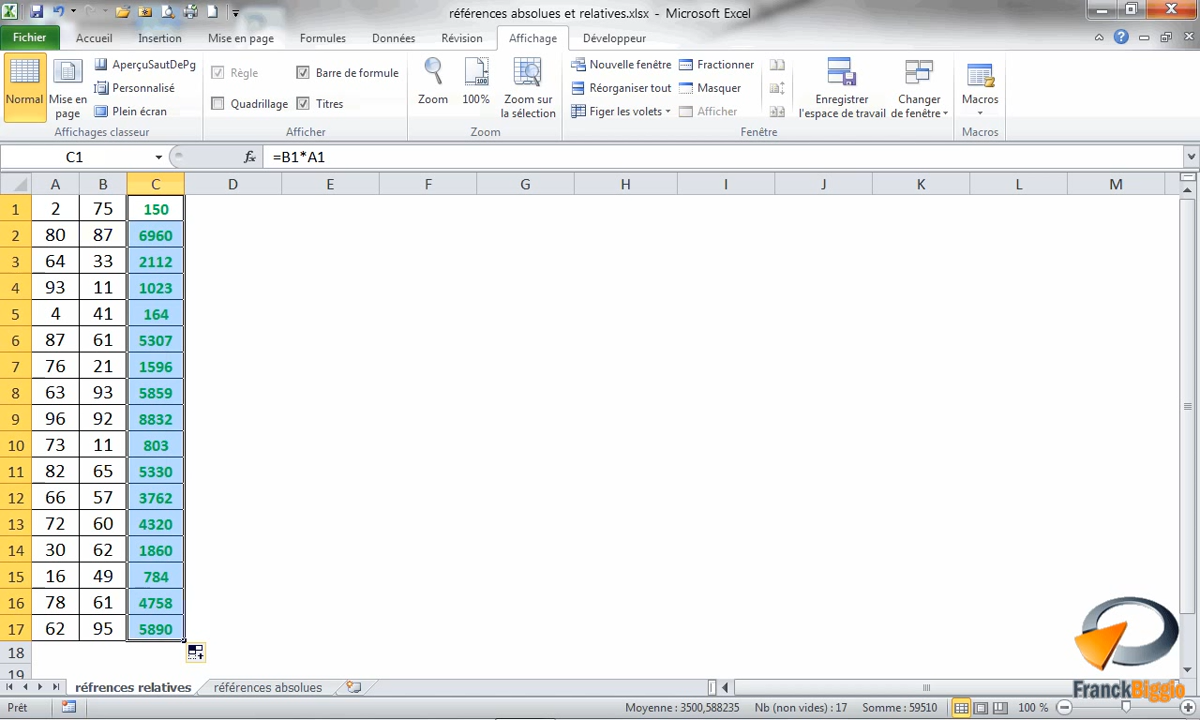 références absolues et relatives.xlsx - Microsoft Excel
Fichier Accueil Insertion Mise en page Formules Données Révision Affichage Développeur
Normal
Mise en page
AperçuSautDePg
Personnalisé
Plein écran
Affichages classeur
Règle
Barre de formule
Quadrillage
Titres
Afficher
Zoom
100%
Zoom sur la sélection
Zoom
Nouvelle fenêtre
Réorganiser tout
Figer les volets
Fractionner
Masquer
Afficher
Enregistrer l'espace de travail
Changer de fenêtre
Fenêtre
Macros
Macros
C1 fx =B1*A1
A B C D E F G H I J K L M
1 2 75 150
2 80 87 6960
3 64 33 2112
4 93 11 1023
5 4 41 164
6 87 61 5307
7 76 21 1596
8 63 93 5859
9 96 92 8832
10 73 11 803
11 82 65 5330
12 66 57 3762
13 72 60 4320
14 30 62 1860
15 16 49 784
16 78 61 4758
17 62 95 5890
18
19
FranckBiggio
réfrences relatives références absolues
Prêt Moyenne : 3500,588235 Nb (non vides) : 17 Somme : 59510 100 %